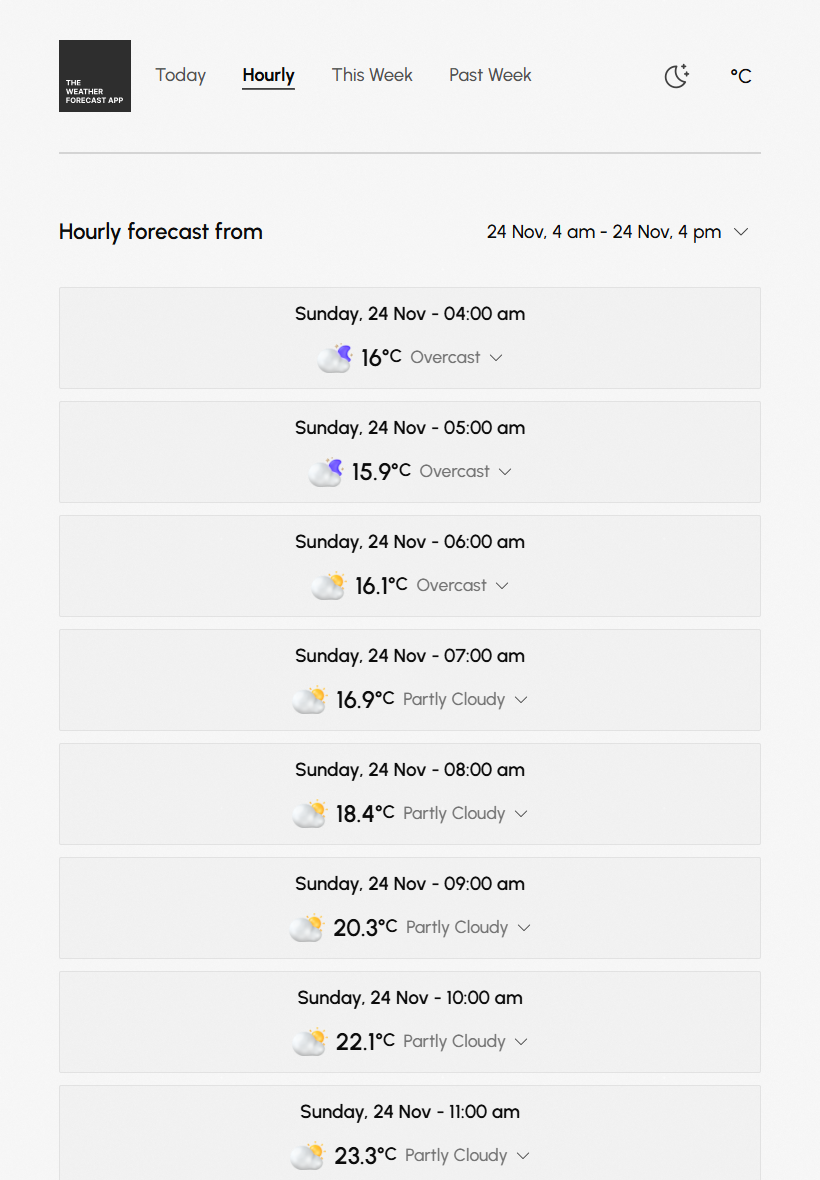 THE
WEATHER
FORECAST APP
Today Hourly This Week Past Week °C
Hourly forecast from 24 Nov, 4 am - 24 Nov, 4 pm
Sunday, 24 Nov - 04:00 am
16°C Overcast
Sunday, 24 Nov - 05:00 am
15.9°C Overcast
Sunday, 24 Nov - 06:00 am
16.1°C Overcast
Sunday, 24 Nov - 07:00 am
16.9°C Partly Cloudy
Sunday, 24 Nov - 08:00 am
18.4°C Partly Cloudy
Sunday, 24 Nov - 09:00 am
20.3°C Partly Cloudy
Sunday, 24 Nov - 10:00 am
22.1°C Partly Cloudy
Sunday, 24 Nov - 11:00 am
23.3°C Partly Cloudy